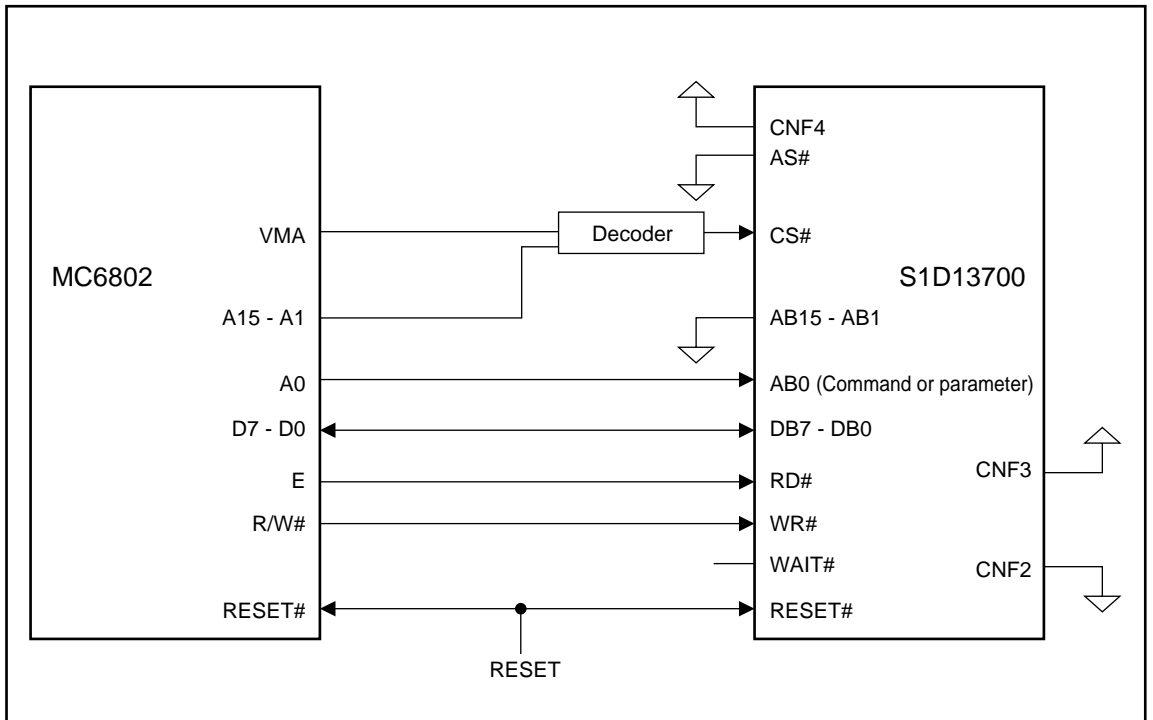 CNF4
AS#
VMA
Decoder
CS#
MC6802
S1D13700
A15 - A1
AB15 - AB1
A0
AB0 (Command or parameter)
D7 - D0
DB7 - DB0
CNF3
E
RD#
R/W#
WR#
WAIT#
CNF2
RESET#
RESET#
RESET